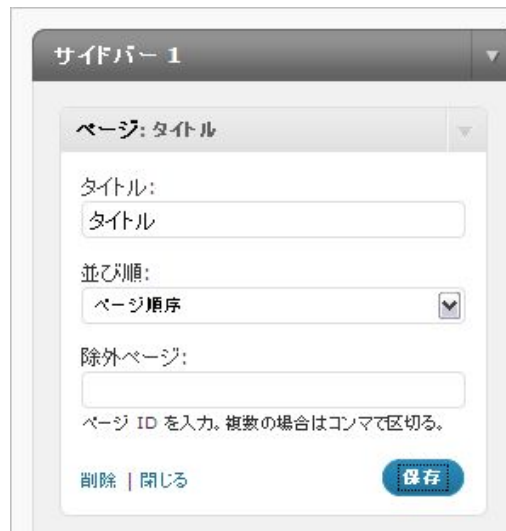 サイドバー 1
ページ: タイトル
タイトル:
タイトル
並び順:
ページ順序
除外ページ:
ページ ID を入力。複数の場合はコンマで区切る。
削除 | 閉じる
保存